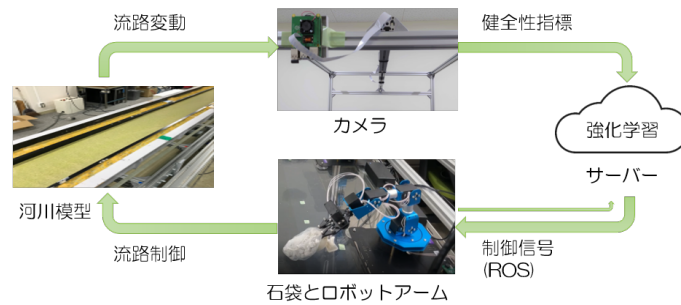 流路変動
健全性指標
カメラ
強化学習
サーバー
河川模型
流路制御
制御信号
(ROS)
石袋とロボットアーム